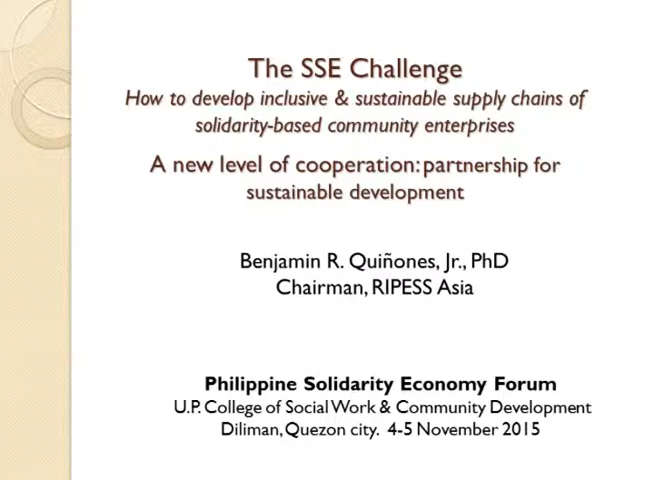 The SSE Challenge
How to develop inclusive & sustainable supply chains of
solidarity-based community enterprises
A new level of cooperation: partnership for
sustainable development
Benjamin R. Quiñones, Jr., PhD
Chairman, RIPESS Asia
Philippine Solidarity Economy Forum
U.P. College of Social Work & Community Development
Diliman, Quezon city. 4-5 November 2015